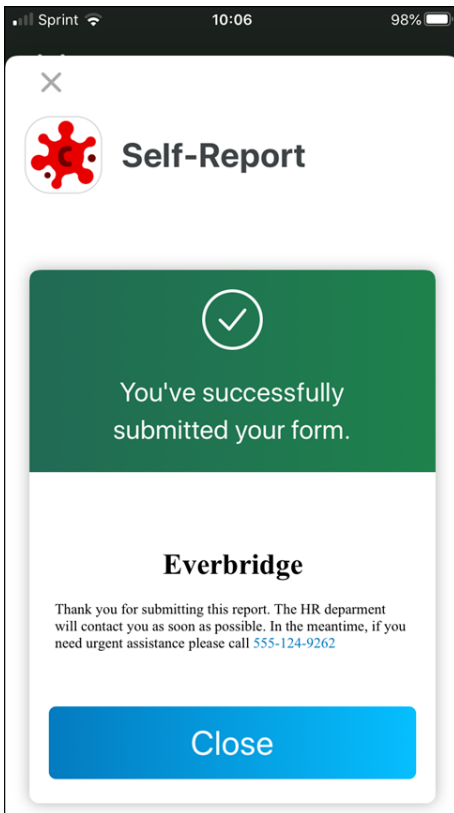 Sprint 10:06 98%
C Self-Report
You've successfully
submitted your form.
Everbridge
Thank you for submitting this report. The HR deparment
will contact you as soon as possible. In the meantime, if you
need urgent assistance please call 555-124-9262
Close